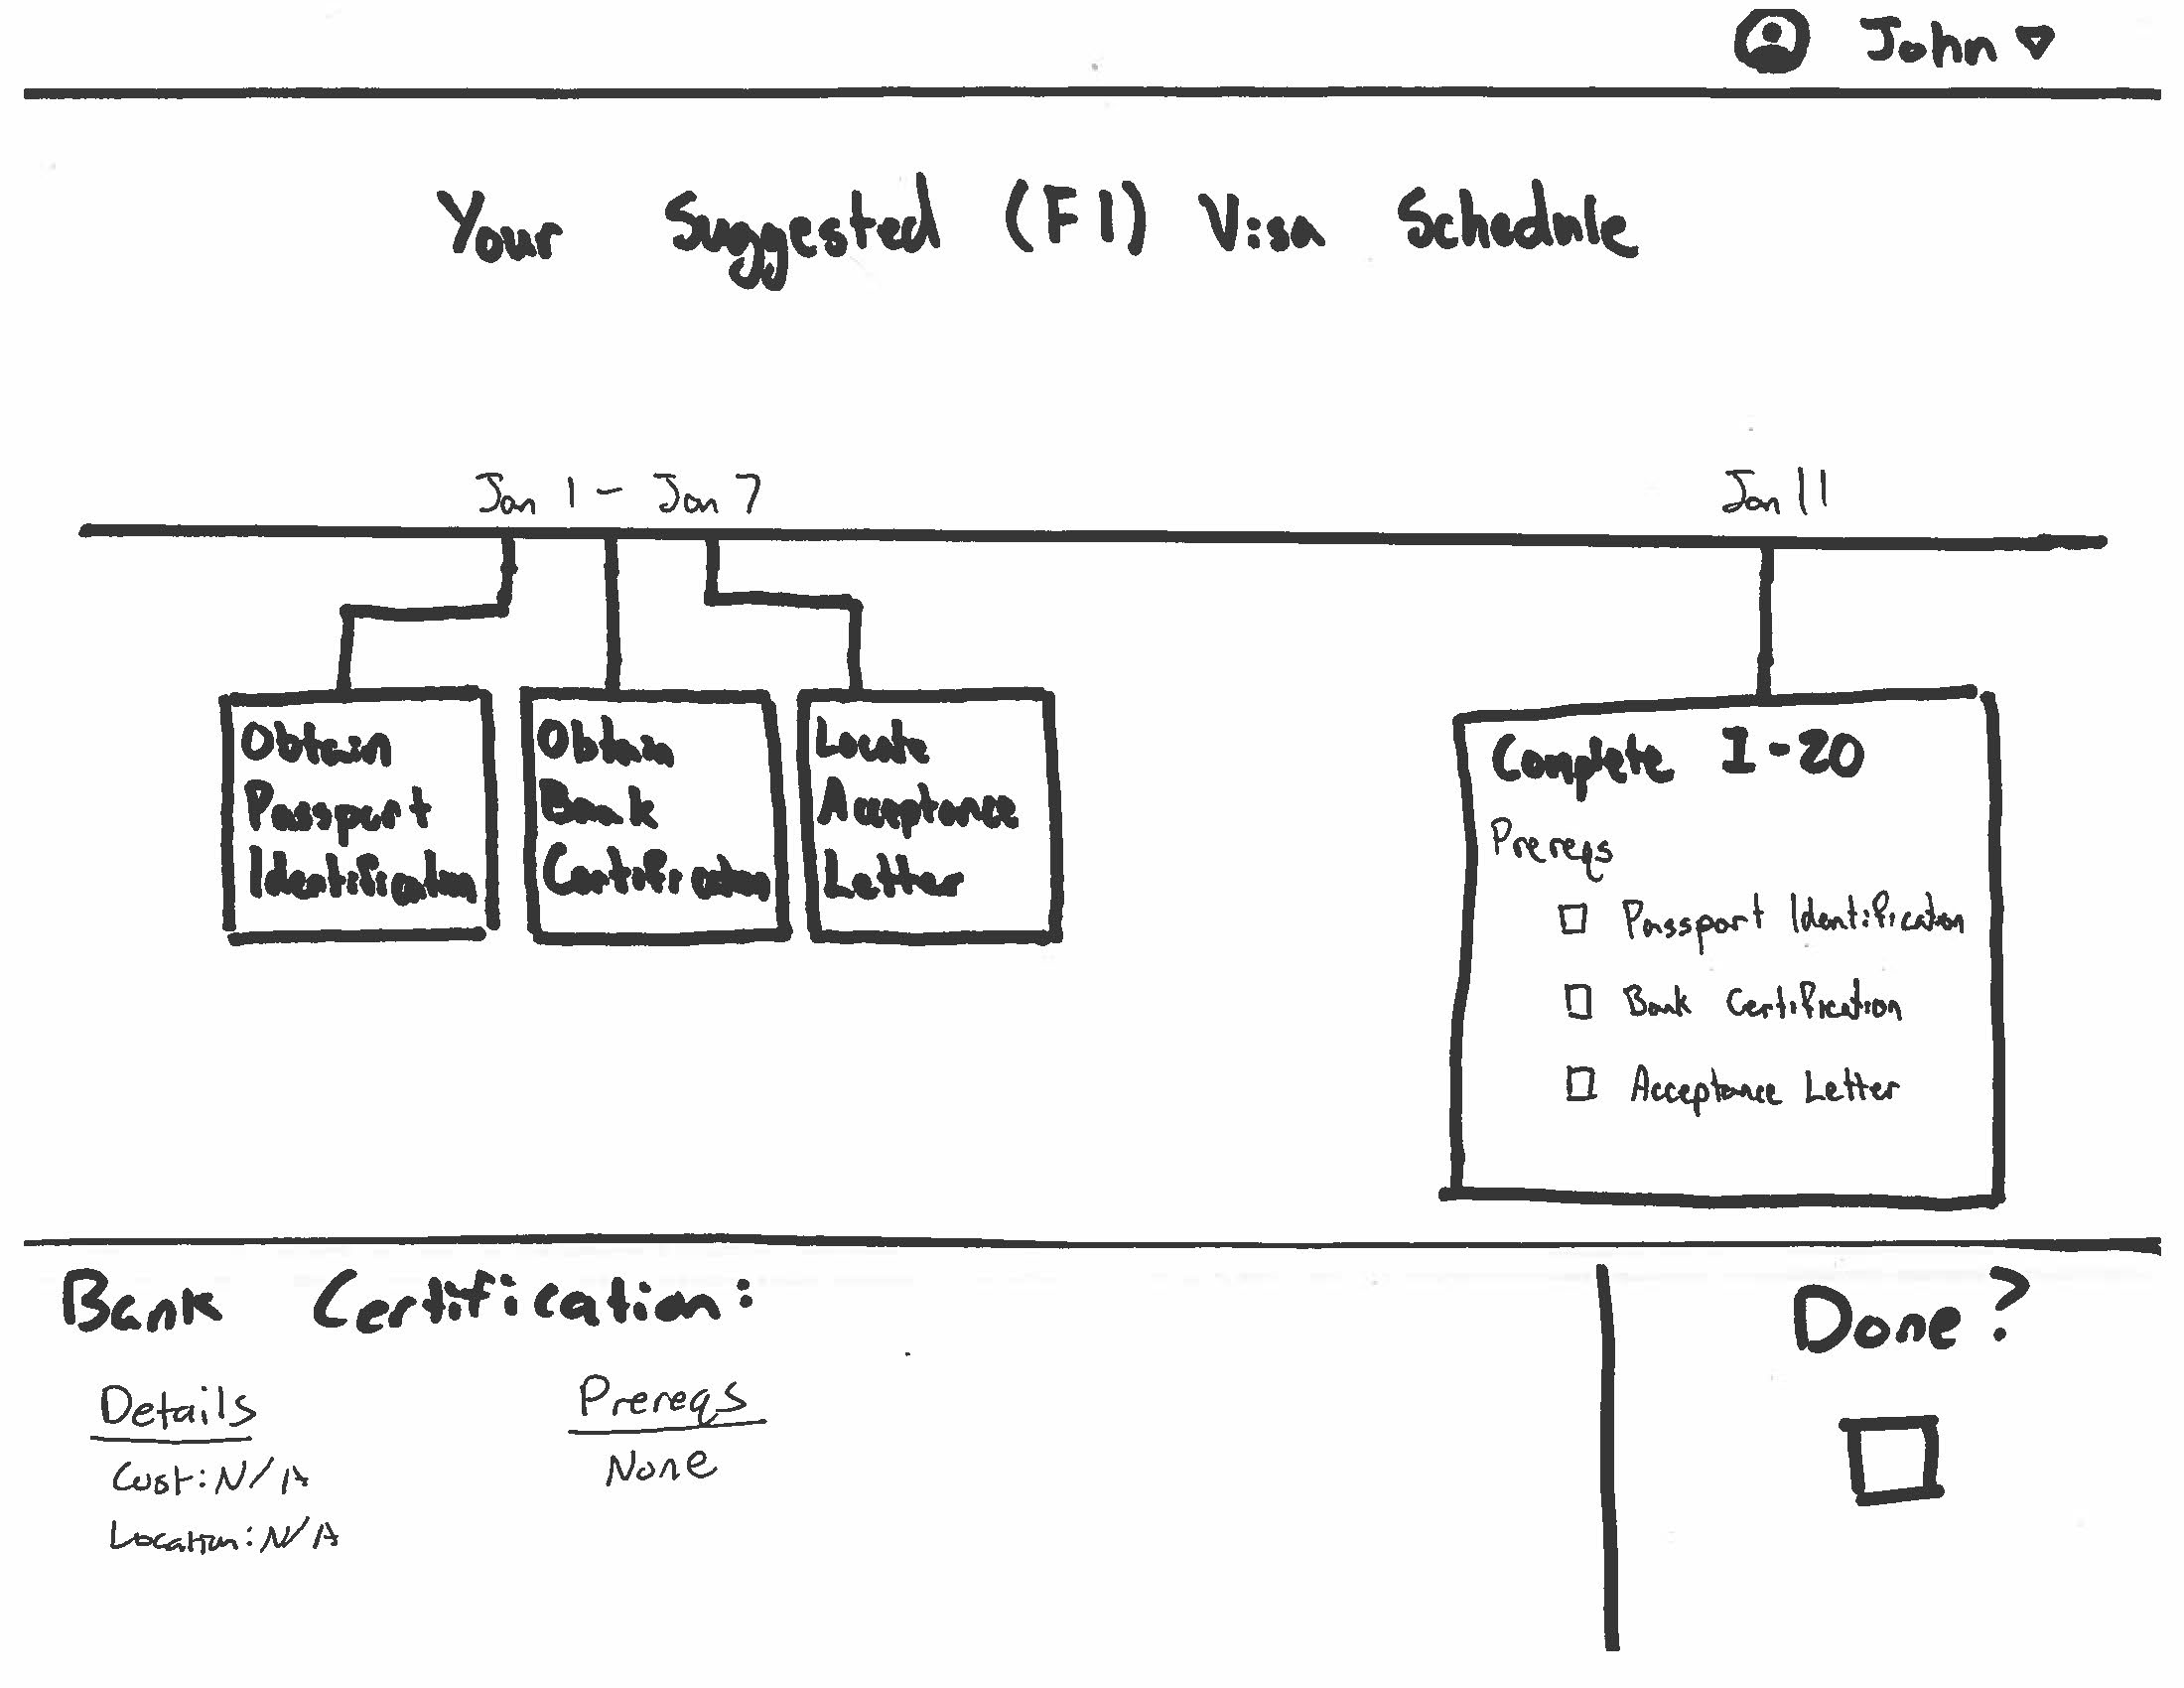 John
Your Suggested (F1) Visa Schedule
Jan 1 - Jan 7
Jan 11
Obtain
Passport
Identification
Obtain
Bank
Certification
Locate
Acceptance
Letter
Complete I-20
Prereqs
Passport Identification
Bank Certification
Acceptance Letter
Bank Certification:
Details
Cost: N/A
Location: N/A
Prereqs
None
Done?